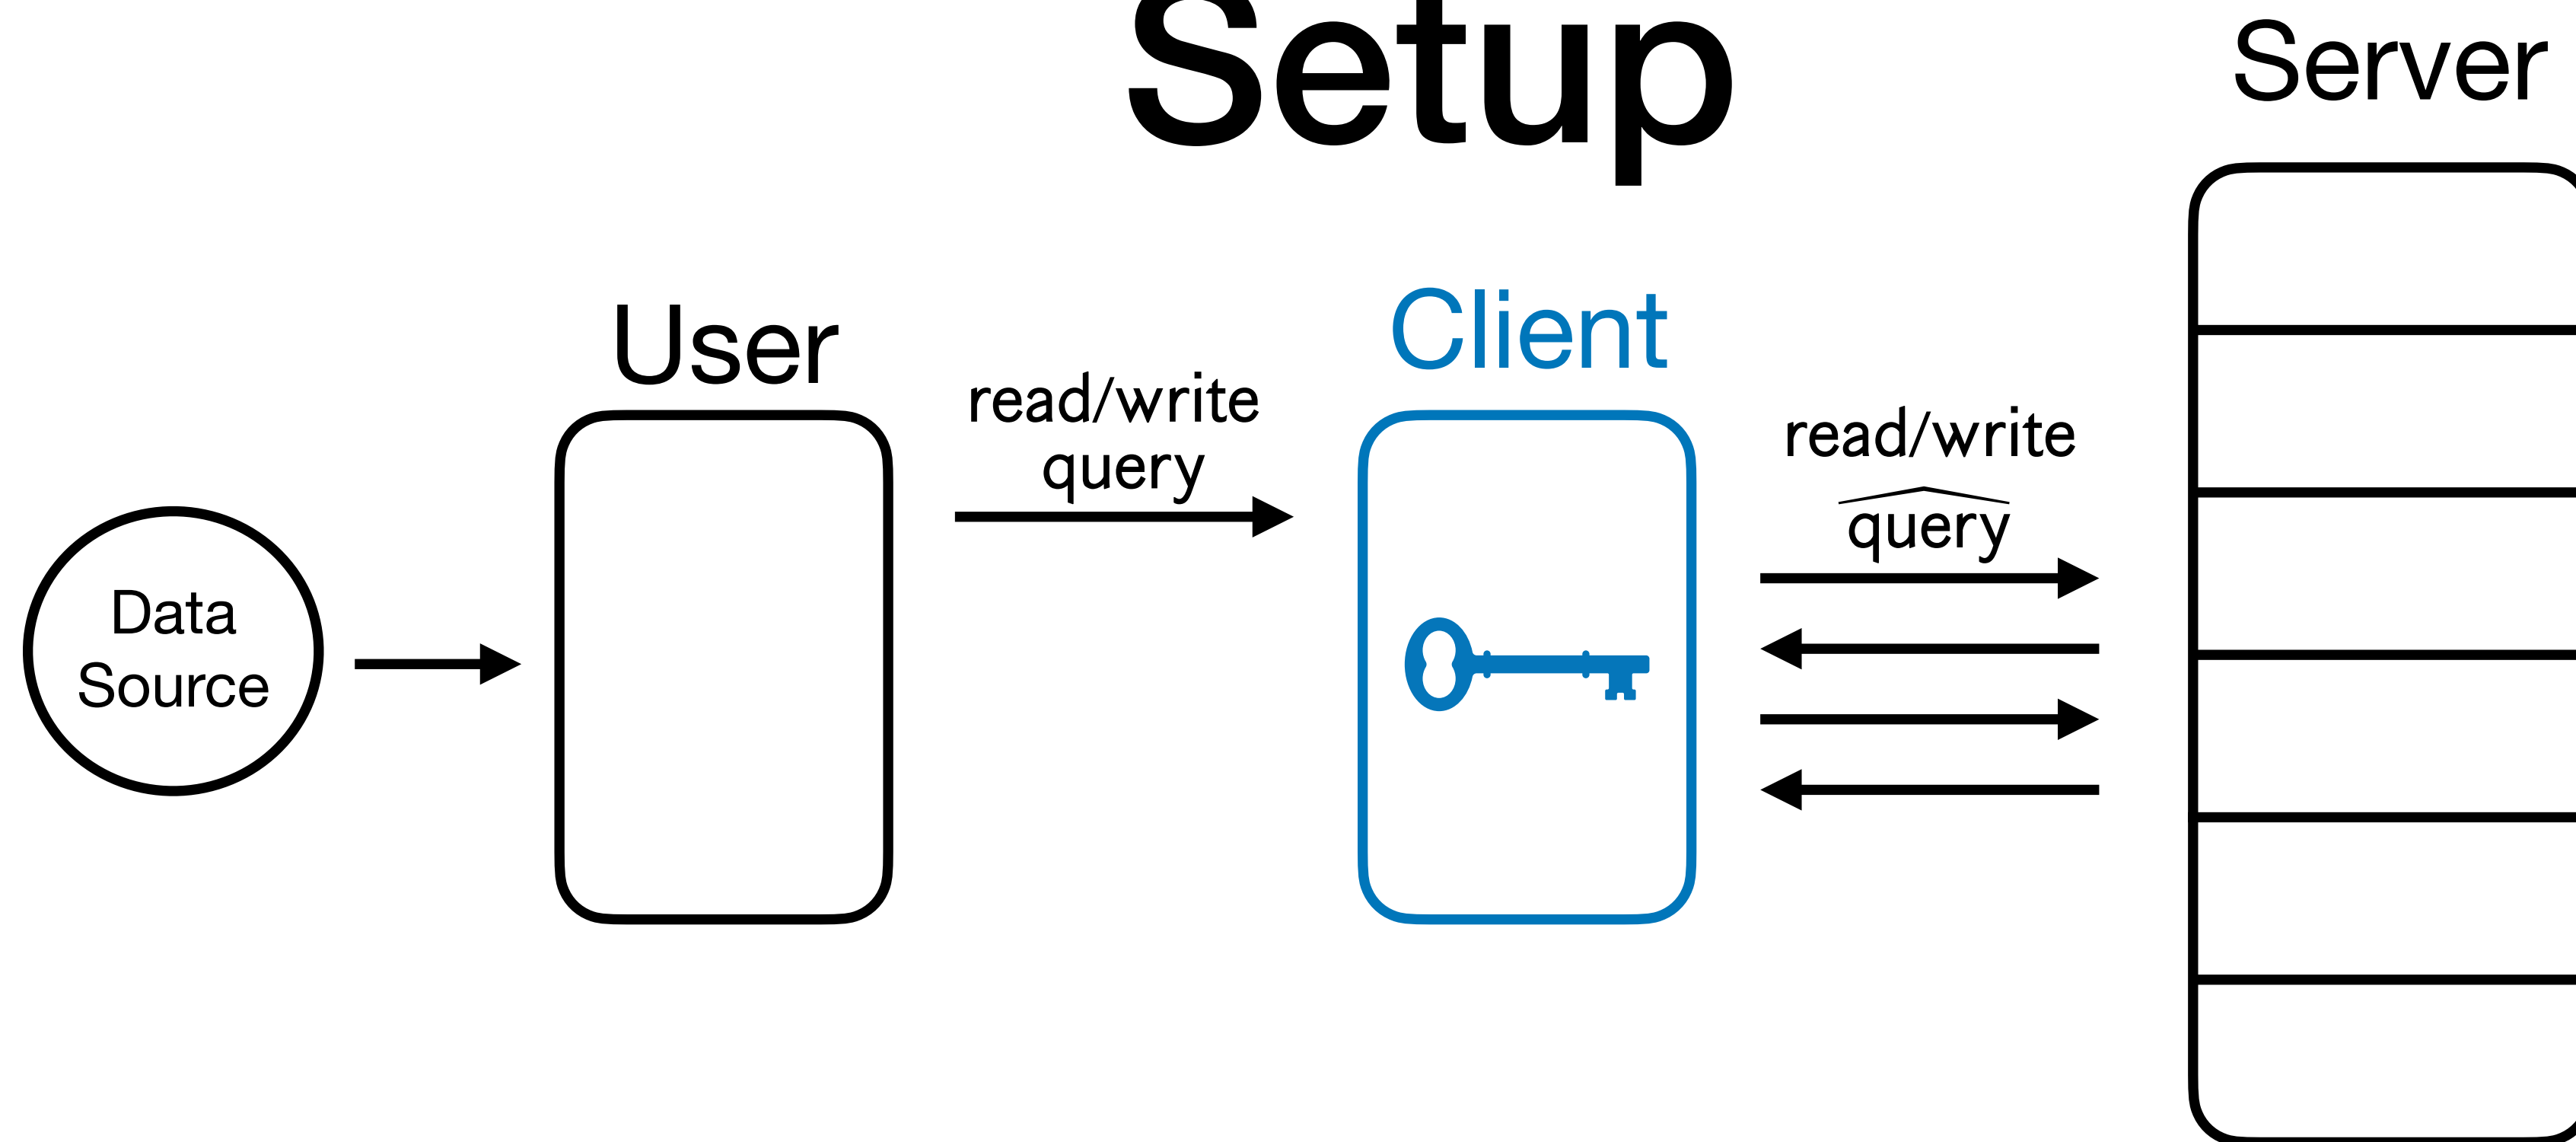 Setup
Server
User
Client
read/write
query
read/write
query
Data
Source